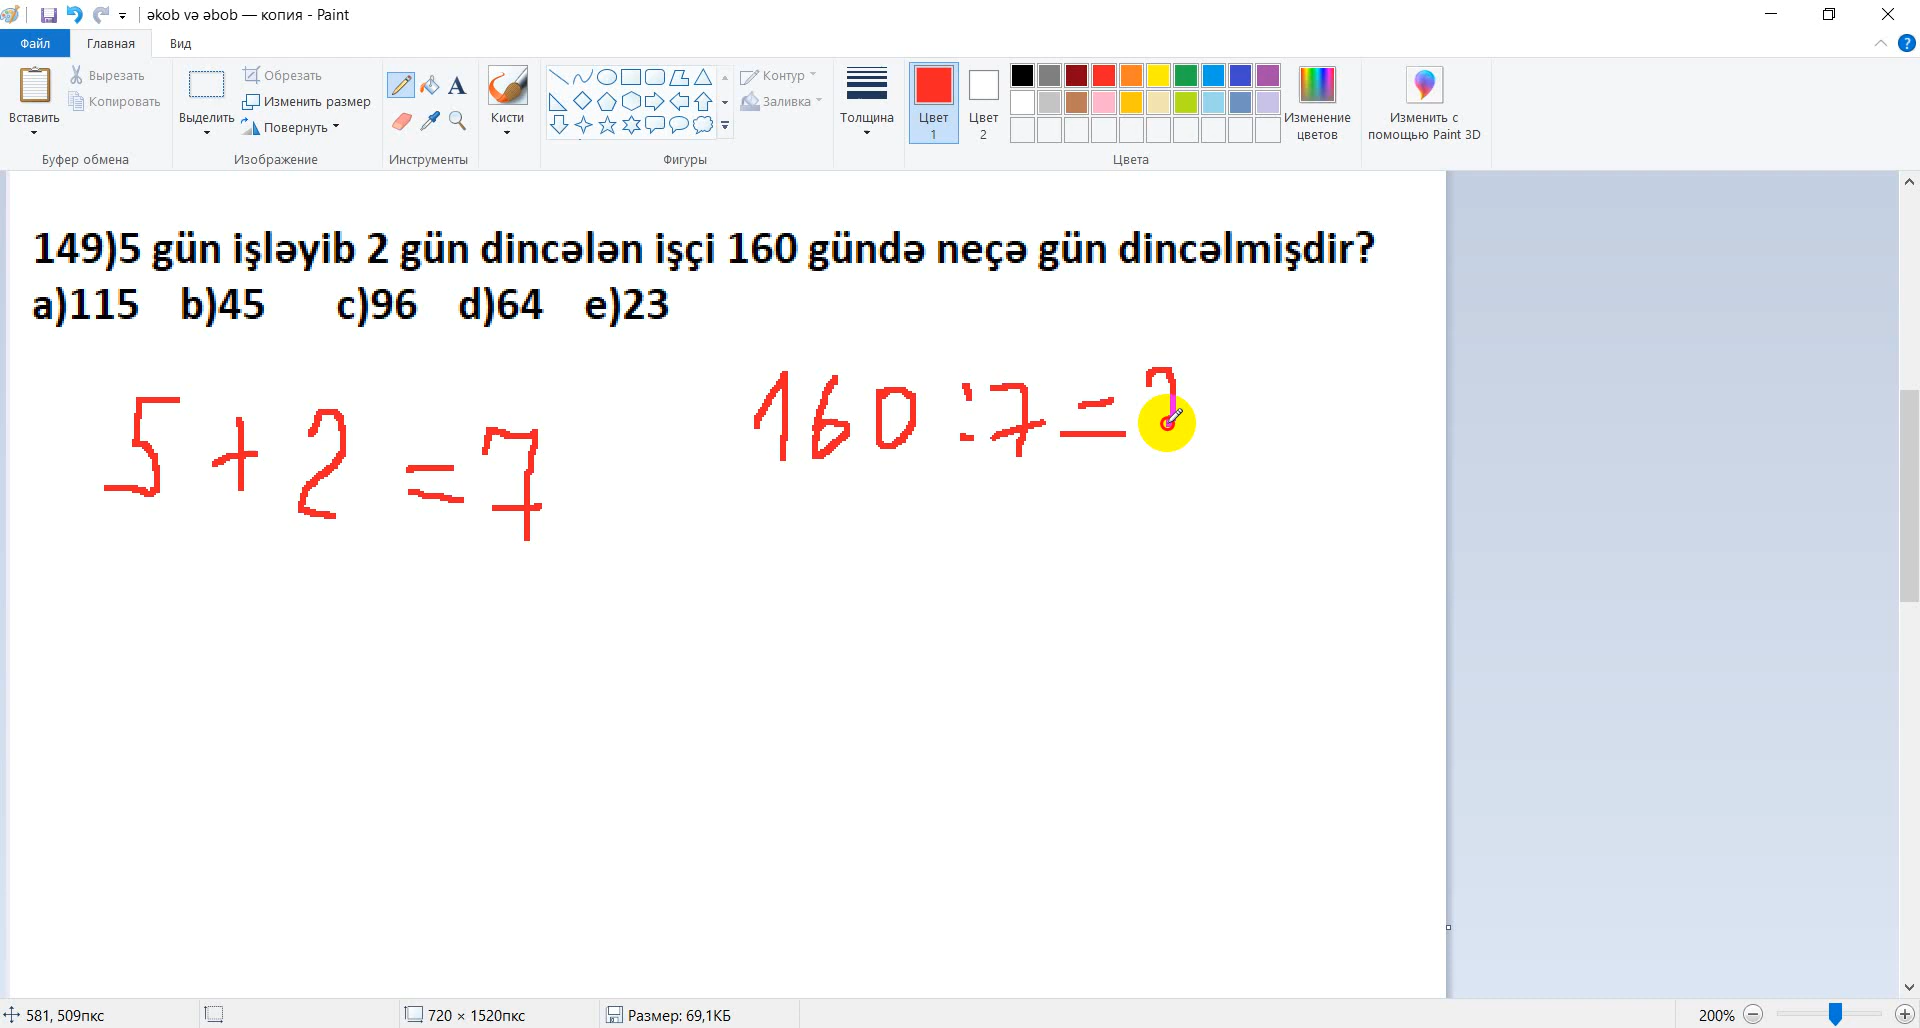 əkob və əbob — копия - Paint
Файл Главная Вид
Вставить
Вырезать
Копировать
Буфер обмена
Выделить
Обрезать
Изменить размер
Повернуть
Изображение
A
Инструменты
Кисти
Контур
Заливка
Фигуры
Толщина
Цвет 1
Цвет 2
Изменение цветов
Цвета
Изменить с помощью Paint 3D
?
149)5 gün işləyib 2 gün dincələn işçi 160 gündə neçə gün dincəlmişdir?
a)115 b)45 c)96 d)64 e)23
5 + 2 = 7
160 : 7 = ?
581, 509пкс 720 × 1520пкс Размер: 69,1КБ 200%